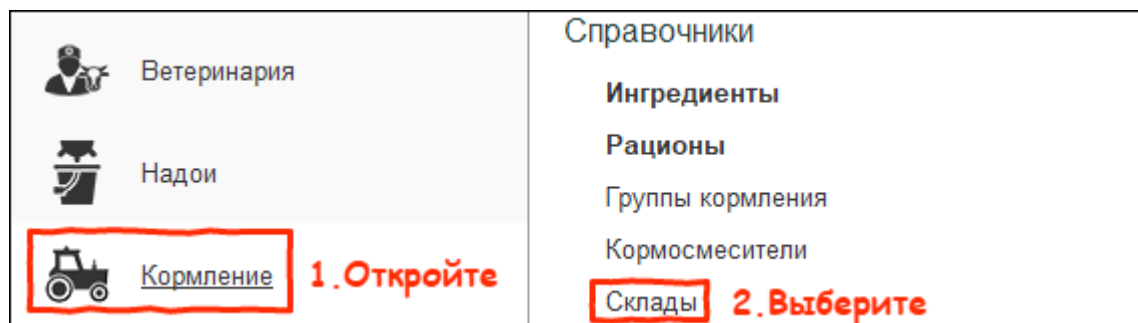 Ветеринария
Надои
Кормление
1.Откройте
Справочники
Ингредиенты
Рационы
Группы кормления
Кормосмесители
Склады
2.Выберите